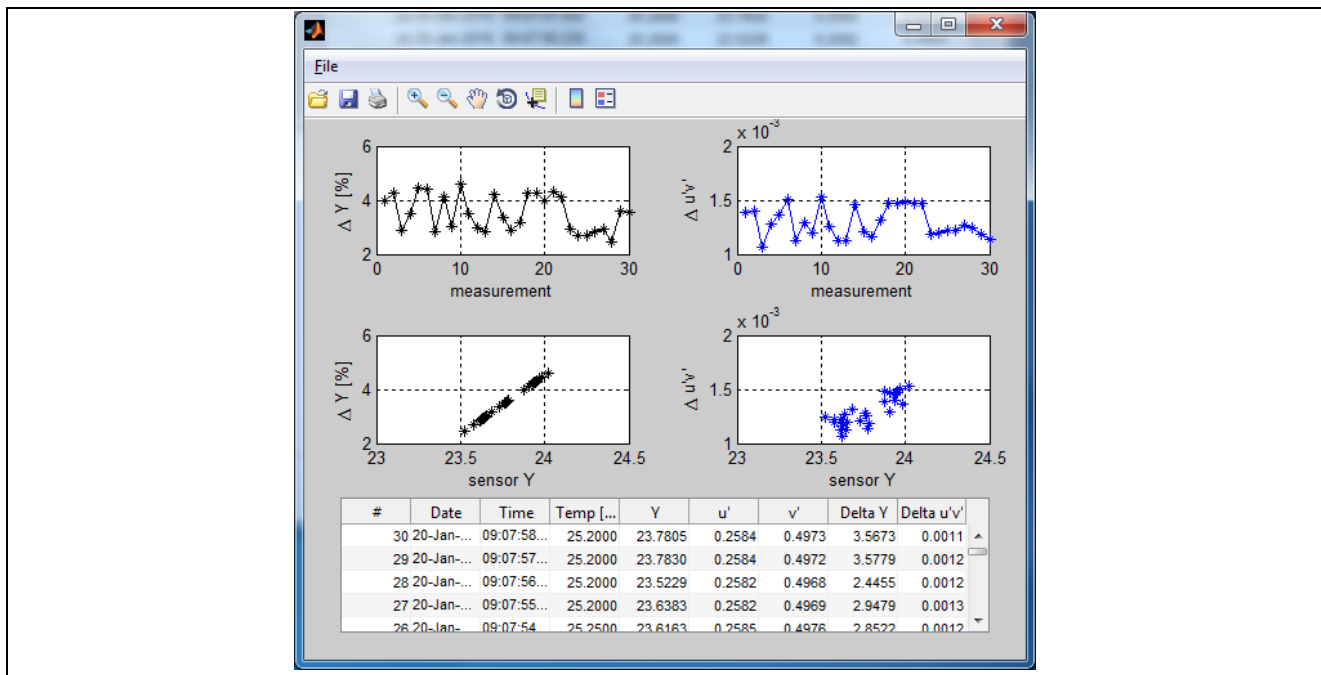 File
x 10^-3
6 2
Δ Y [%] 4 Δ u'v' 1.5
2 1
0 10 20 30 0 10 20 30
measurement measurement
x 10^-3
6 2
Δ Y [%] 4 Δ u'v' 1.5
2 1
23 23.5 24 24.5 23 23.5 24 24.5
sensor Y sensor Y
# Date Time Temp [... Y u' v' Delta Y Delta u'v'
30 20-Jan-... 09:07:58... 25.2000 23.7805 0.2584 0.4973 3.5673 0.0011
29 20-Jan-... 09:07:57... 25.2000 23.7830 0.2584 0.4972 3.5779 0.0012
28 20-Jan-... 09:07:56... 25.2000 23.5229 0.2582 0.4968 2.4455 0.0012
27 20-Jan-... 09:07:55... 25.2000 23.6383 0.2582 0.4969 2.9479 0.0013
26 20-Jan- 09:07:54 25.2500 23.6163 0.2585 0.4976 2.8522 0.0012